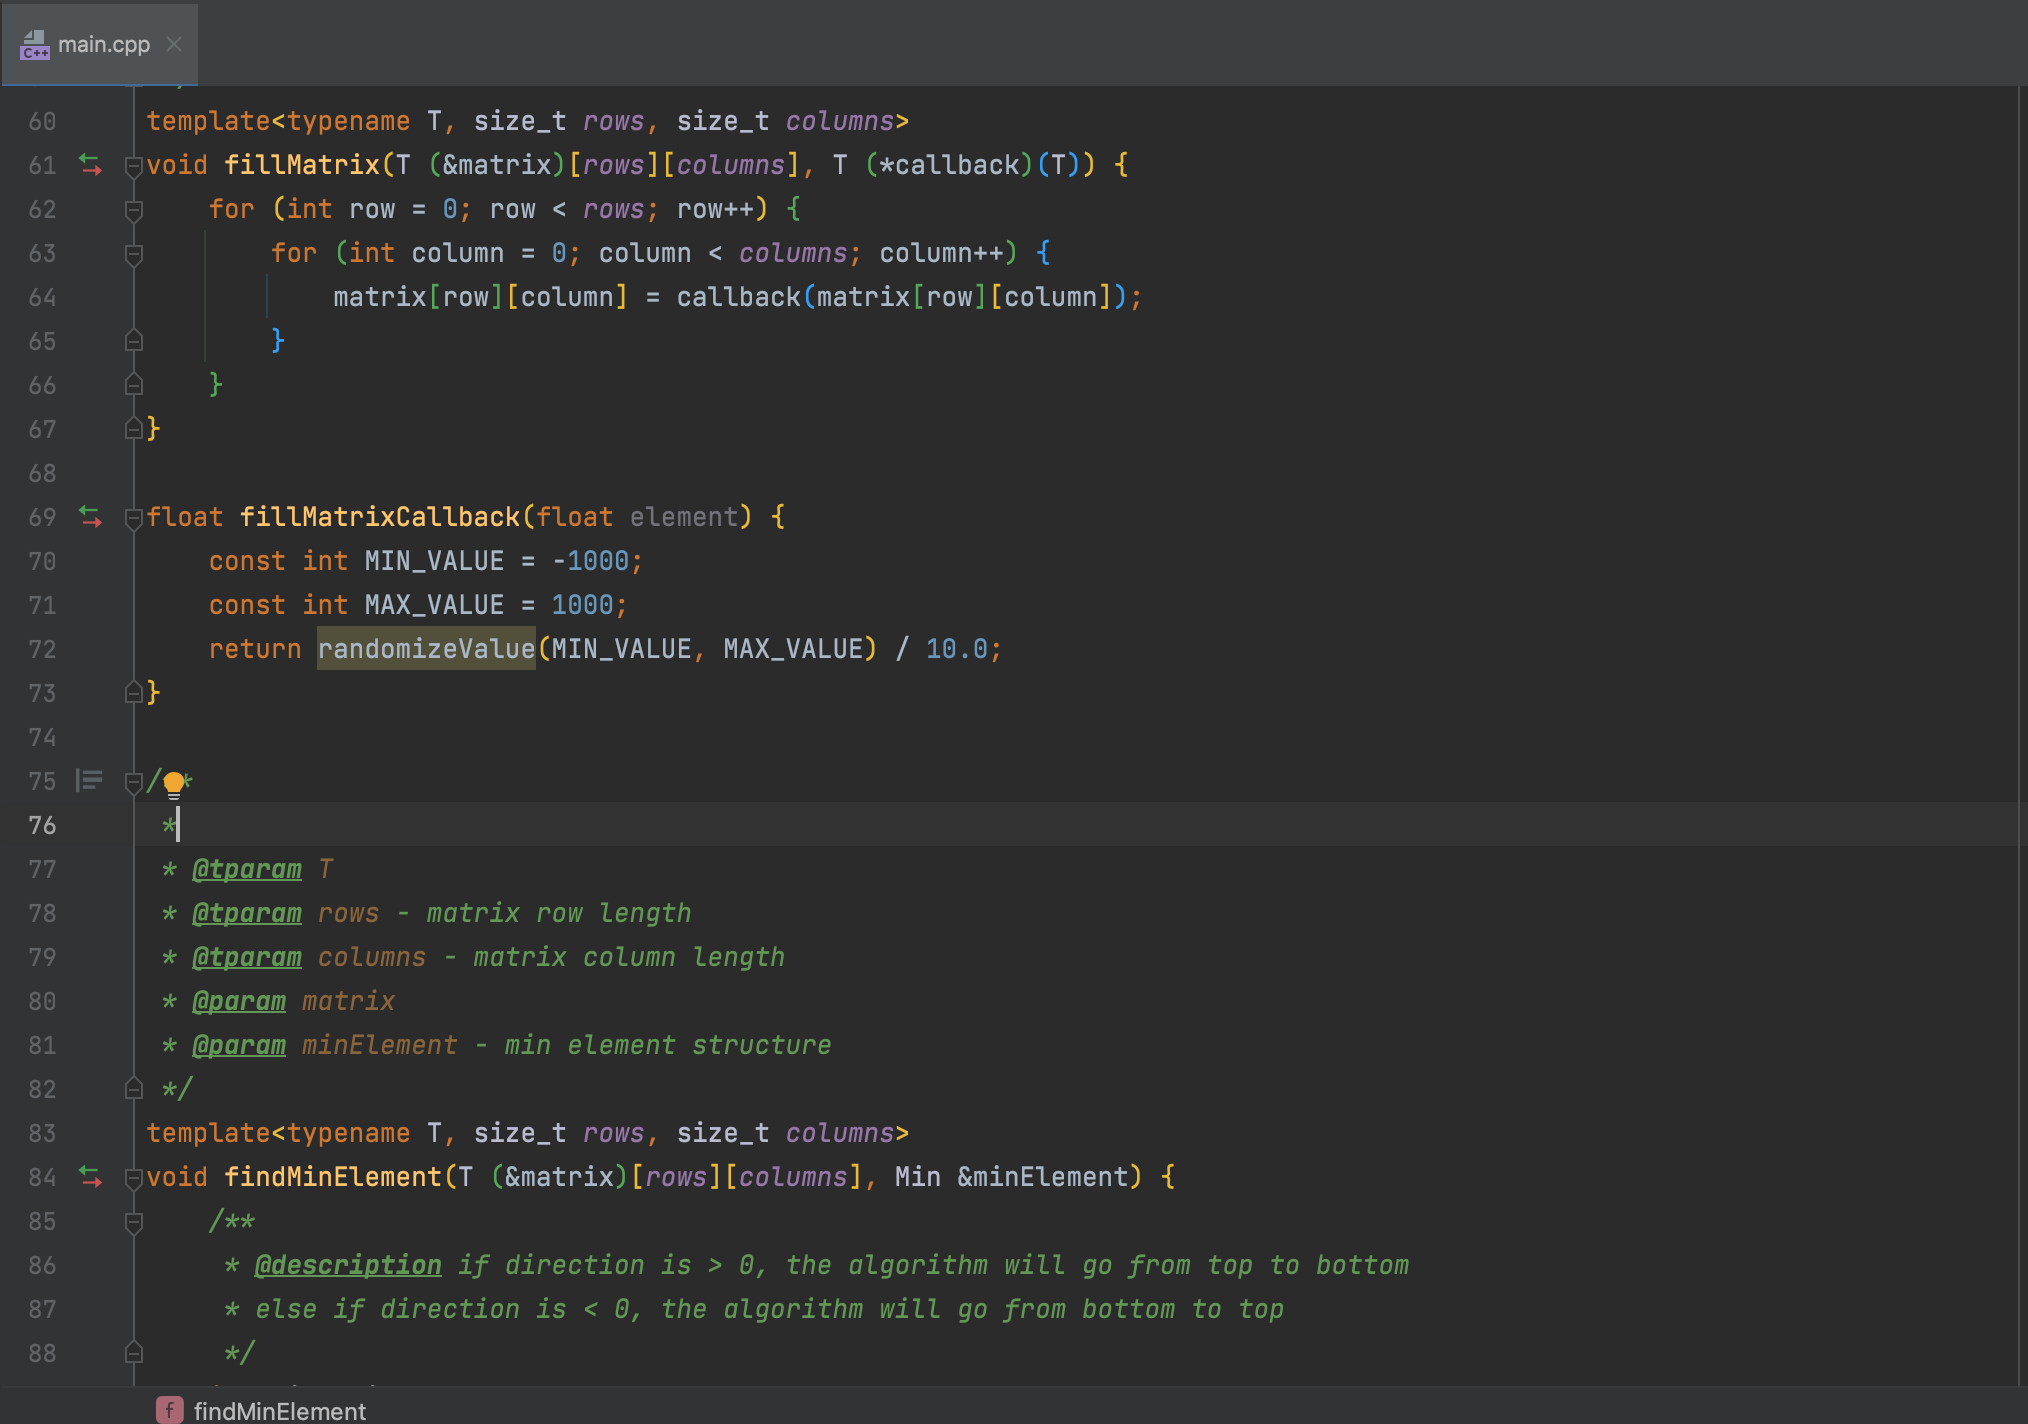 C++ main.cpp
60 template<typename T, size_t rows, size_t columns>
61 void fillMatrix(T (&matrix)[rows][columns], T (*callback)(T)) {
62 for (int row = 0; row < rows; row++) {
63 for (int column = 0; column < columns; column++) {
64 matrix[row][column] = callback(matrix[row][column]);
65 }
66 }
67 }
68
69 float fillMatrixCallback(float element) {
70 const int MIN_VALUE = -1000;
71 const int MAX_VALUE = 1000;
72 return randomizeValue(MIN_VALUE, MAX_VALUE) / 10.0;
73 }
74
75 /**
76 *
77 * @tparam T
78 * @tparam rows - matrix row length
79 * @tparam columns - matrix column length
80 * @param matrix
81 * @param minElement - min element structure
82 */
83 template<typename T, size_t rows, size_t columns>
84 void findMinElement(T (&matrix)[rows][columns], Min &minElement) {
85 /**
86 * @description if direction is > 0, the algorithm will go from top to bottom
87 * else if direction is < 0, the algorithm will go from bottom to top
88 */
f findMinElement